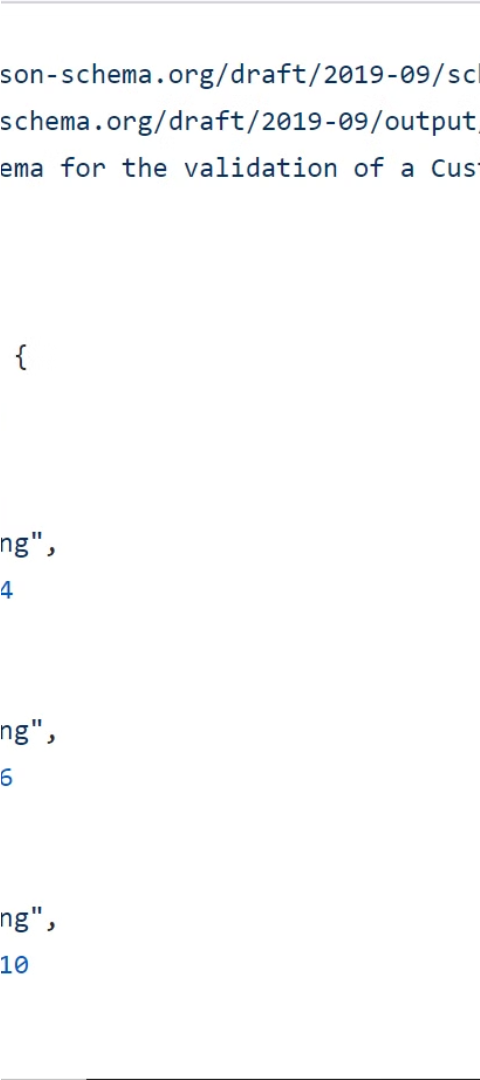 son-schema.org/draft/2019-09/sc
schema.org/draft/2019-09/output/
ema for the validation of a Cus
{
ng",
4
ng",
6
ng",
10